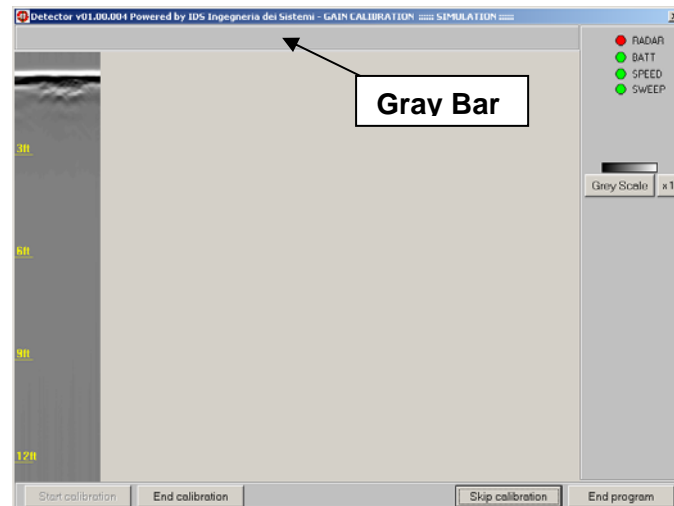 Detector v01.00.004 Powered by IDS Ingegneria dei Sistemi - GAIN CALIBRATION ::::: SIMULATION :::::
RADAR
BATT
SPEED
SWEEP
Gray Bar
3ft
Grey Scale x1
6ft
9ft
12ft
Start calibration End calibration Skip calibration End program